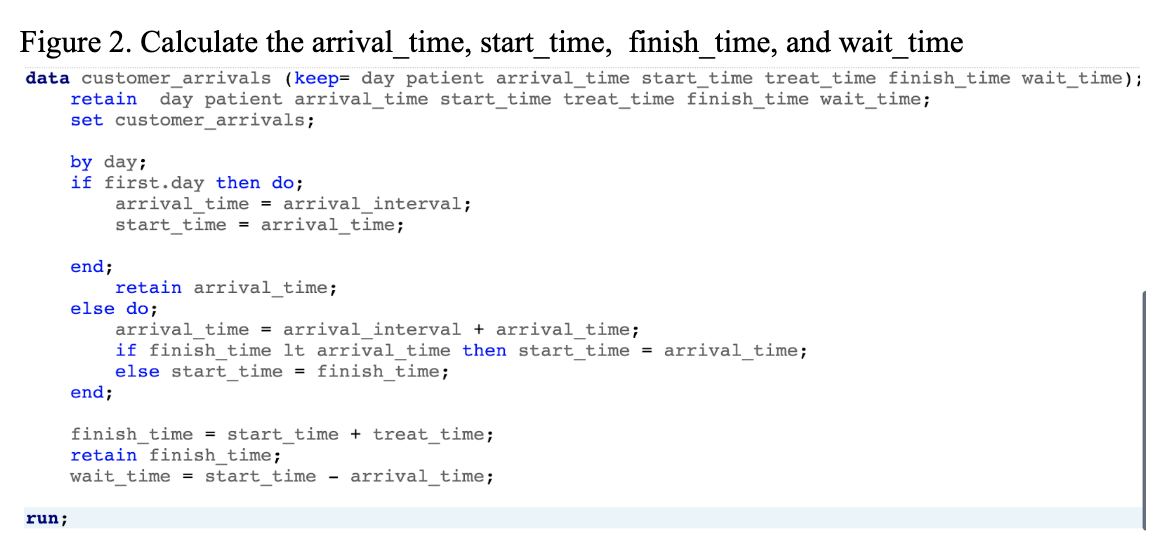 Figure 2. Calculate the arrival_time, start_time, finish_time, and wait_time
data customer_arrivals (keep= day patient arrival_time start_time treat_time finish_time wait_time);
retain day patient arrival_time start_time treat_time finish_time wait_time;
set customer_arrivals;
by day;
if first.day then do;
arrival_time = arrival_interval;
start_time = arrival_time;
end;
retain arrival_time;
else do;
arrival_time = arrival_interval + arrival_time;
if finish_time lt arrival_time then start_time = arrival_time;
else start_time = finish_time;
end;
finish_time = start_time + treat_time;
retain finish_time;
wait_time = start_time - arrival_time;
run;